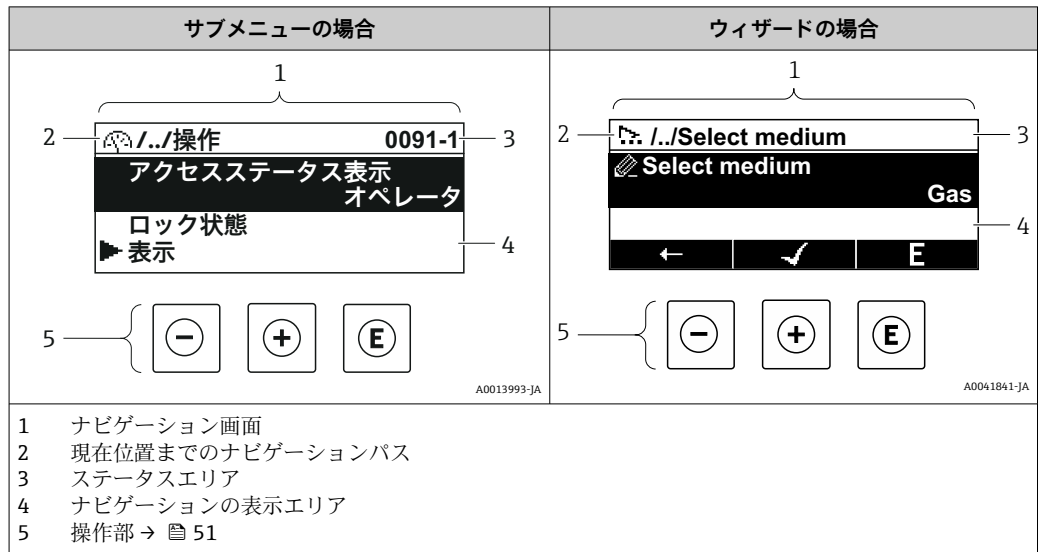 サブメニューの場合
ウィザードの場合
1
2
/../操作 0091-1
3
アクセスステータス表示
オペレータ
ロック状態
表示
4
5
- + E
A0013993-JA
1
2
/../Select medium
3
Select medium
Gas
4
← ✓ E
5
- + E
A0041841-JA
1 ナビゲーション画面
2 現在位置までのナビゲーションパス
3 ステータスエリア
4 ナビゲーションの表示エリア
5 操作部 → 51